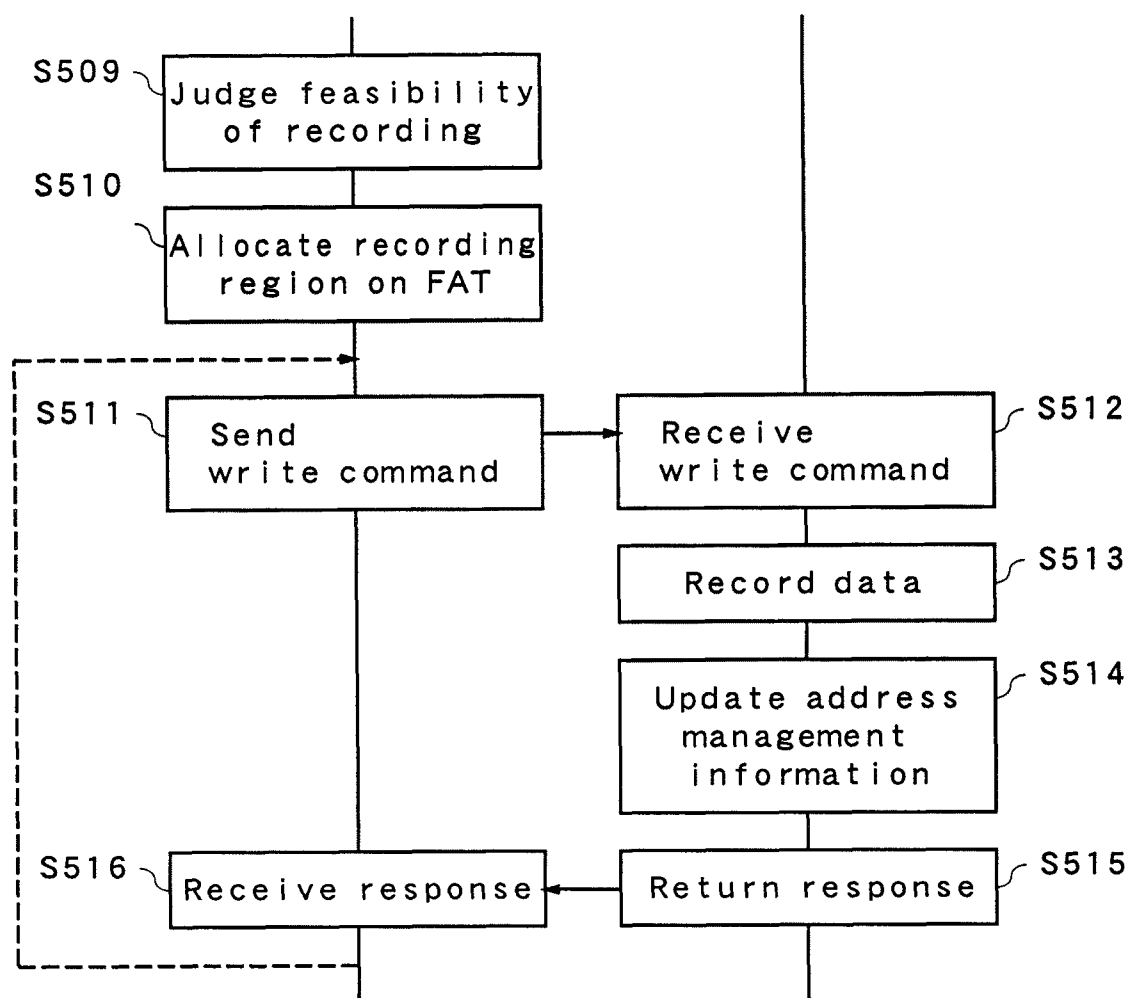 S509
Judge feasibility
of recording
S510
Allocate recording
region on FAT
S511
Send
write command
S512
Receive
write command
S513
Record data
S514
Update address
management
information
S516
Receive response
S515
Return response